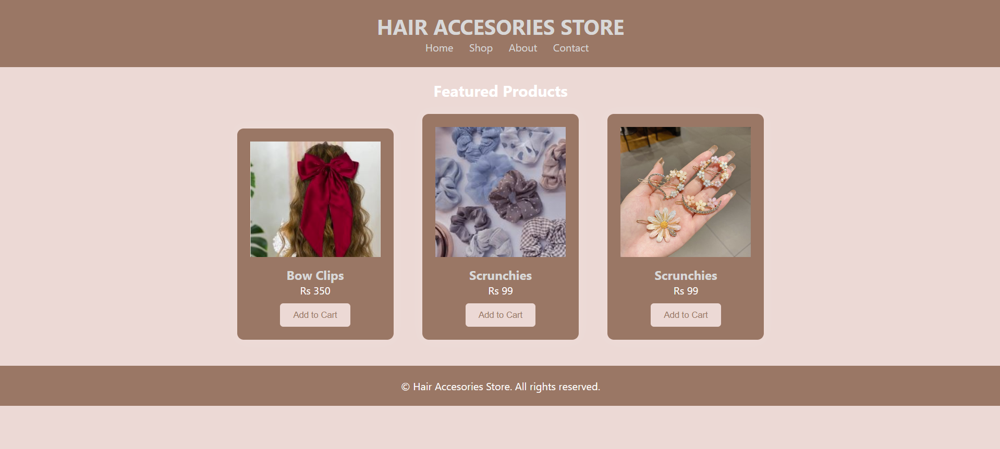 HAIR ACCESORIES STORE
Home Shop About Contact
Featured Products
Bow Clips
Rs 350
Add to Cart
Scrunchies
Rs 99
Add to Cart
Scrunchies
Rs 99
Add to Cart
© Hair Accesories Store. All rights reserved.